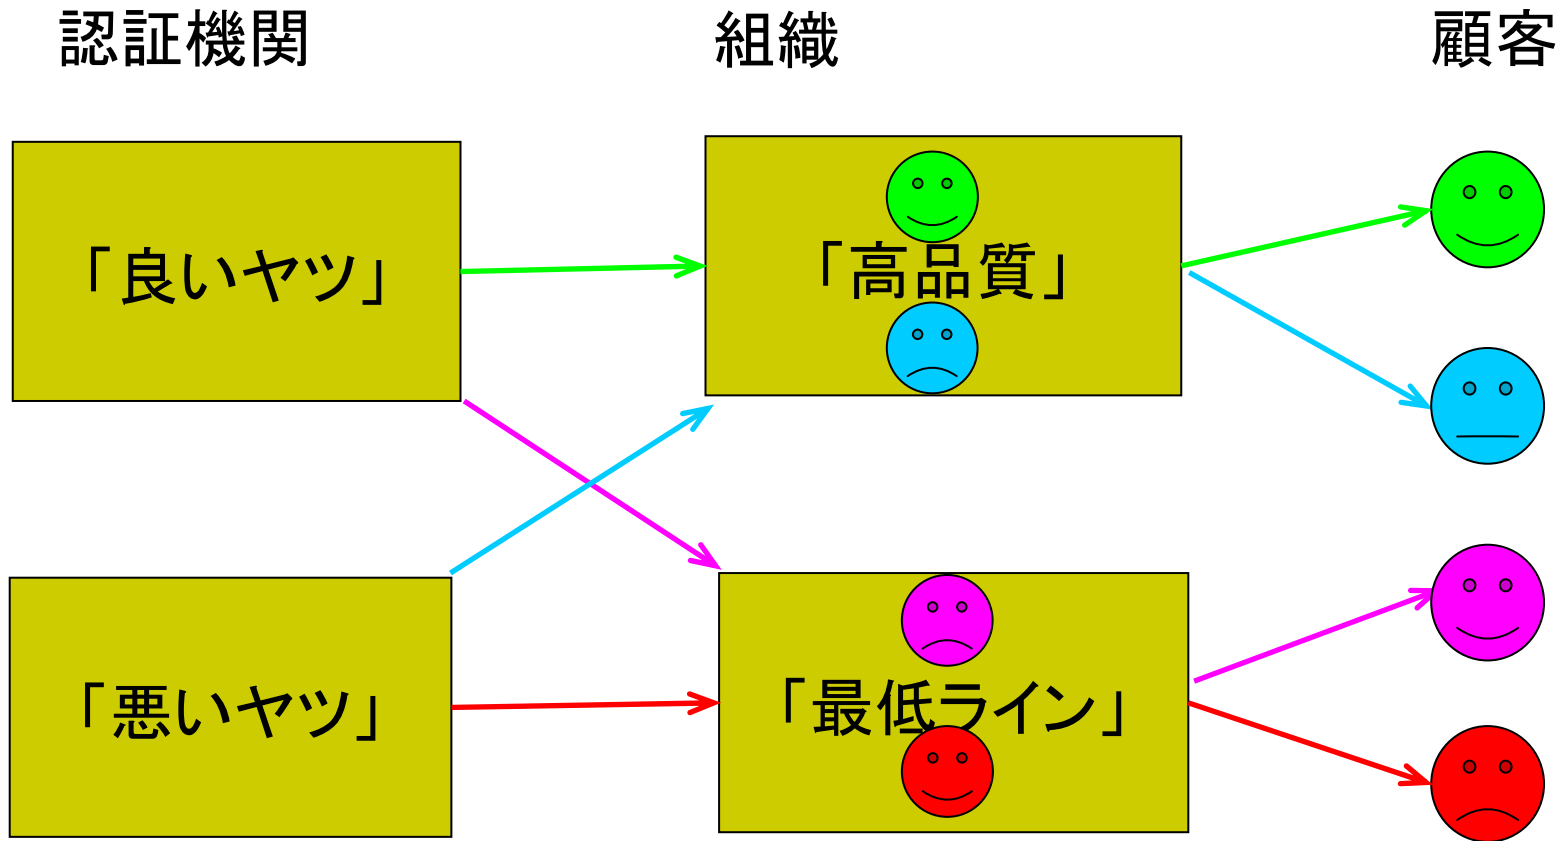 認証機関
組織
顧客
「良いヤツ」
「高品質」
「悪いヤツ」
「最低ライン」